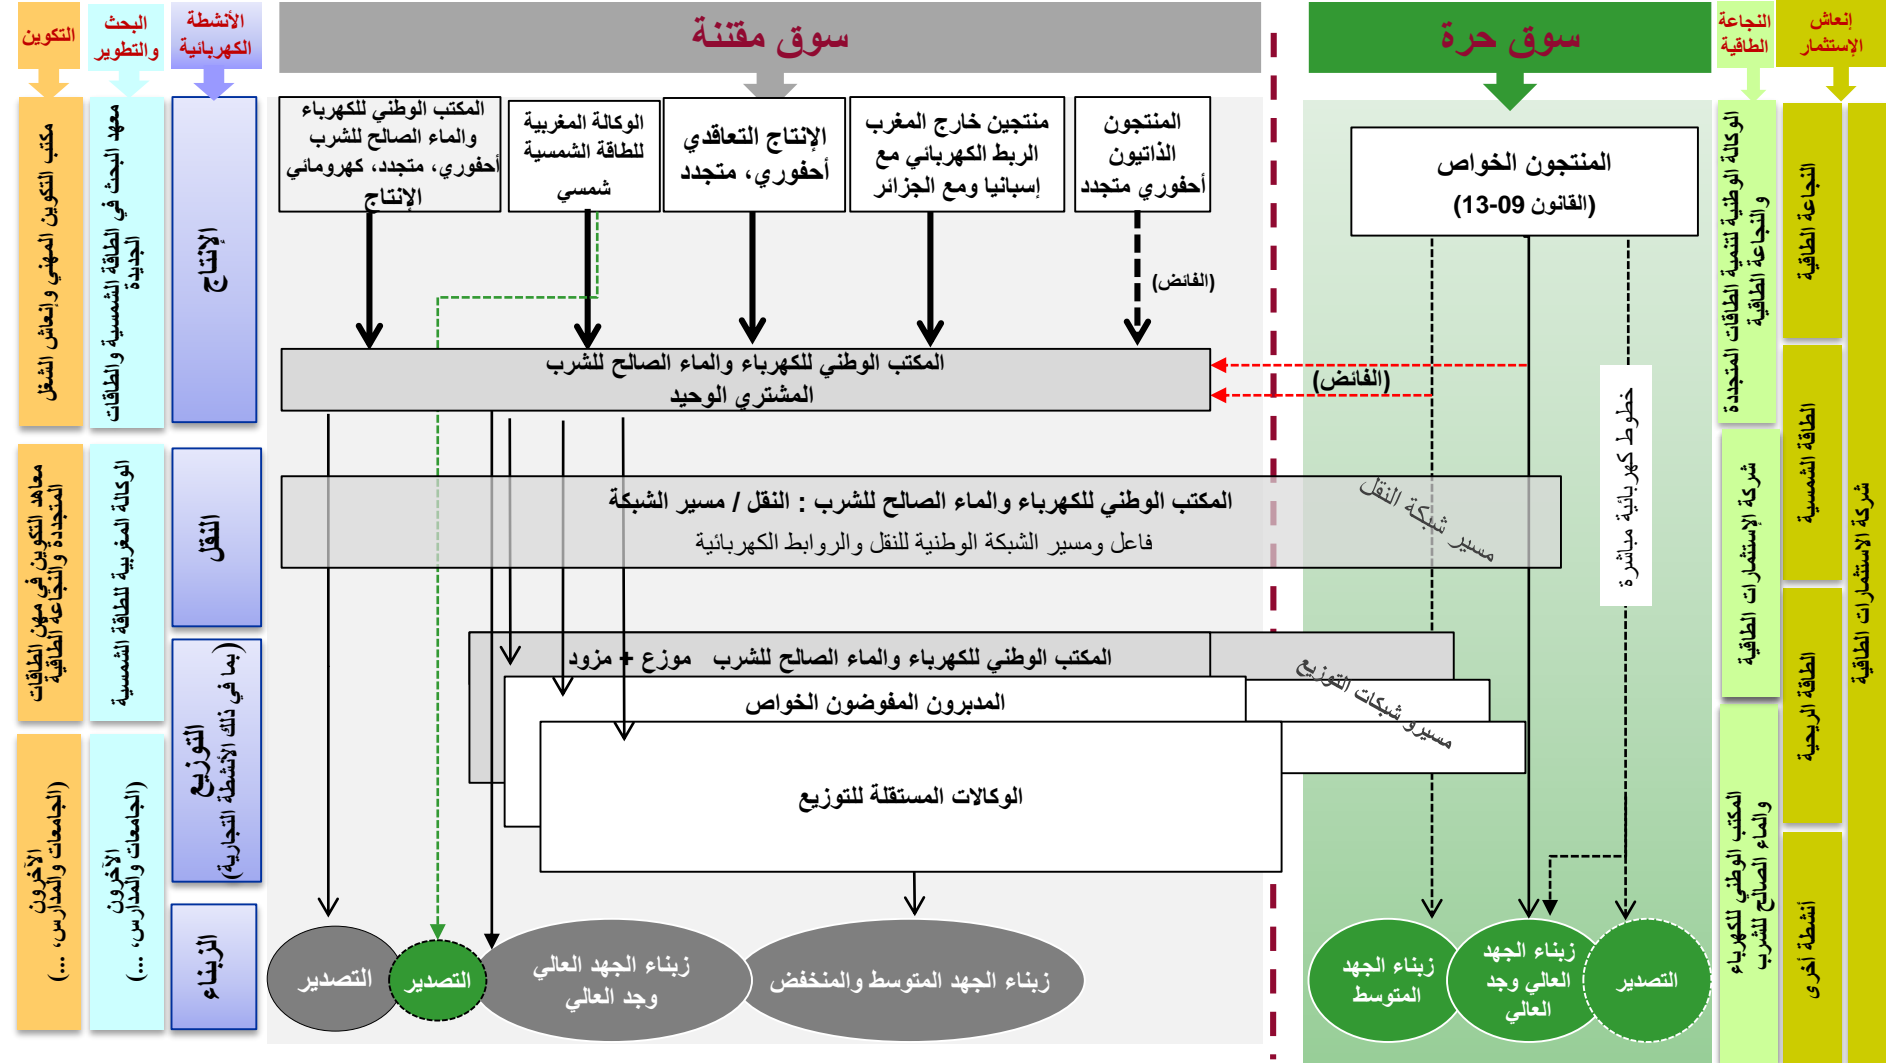 إنعاش
الإستثمار
النجاعة
الطاقية
سوق حرة
سوق مقننة
الأنشطة
الكهربائية
البحث
والتطوير
التكوين
شركة الاستثمارات الطاقية
النجاعة الطاقية
الطاقة الشمسية
الطاقة الريحية
أنشطة أخرى
الوكالة الوطنية لتنمية الطاقات المتجددة
والنجاعة الطاقية
شركة الإستثمارات الطاقية
المكتب الوطني للكهرباء
والماء الصالح للشرب
المنتجون الخواص
(القانون 09-13)
المنتجون
الذاتيون
أحفوري متجدد
منتجين خارج المغرب
الربط الكهربائي مع
إسبانيا ومع الجزائر
الإنتاج التعاقدي
أحفوري، متجدد
الوكالة المغربية
للطاقة الشمسية
شمسي
المكتب الوطني للكهرباء
والماء الصالح للشرب
أحفوري، متجدد، كهرومائي
الإنتاج
(الفائض)
(الفائض)
خطوط كهربائية مباشرة
المكتب الوطني للكهرباء والماء الصالح للشرب
المشتري الوحيد
المكتب الوطني للكهرباء والماء الصالح للشرب : النقل / مسير الشبكة
فاعل ومسير الشبكة الوطنية للنقل والروابط الكهربائية
مسير شبكة النقل
المكتب الوطني للكهرباء والماء الصالح للشرب موزع + مزود
المدبرون المفوضون الخواص
الوكالات المستقلة للتوزيع
مسيرو شبكات التوزيع
التصدير
زبناء الجهد
العالي وجد
العالي
زبناء الجهد
المتوسط
زبناء الجهد المتوسط والمنخفض
زبناء الجهد العالي
وجد العالي
التصدير
التصدير
الإنتاج
النقل
التوزيع
(بما في ذلك الأنشطة التجارية)
الزبناء
معهد البحث في الطاقة الشمسية والطاقات
الجديدة
الوكالة المغربية للطاقة الشمسية
الآخرون
(الجامعات والمدارس، ...)
مكتب التكوين المهني وإنعاش الشغل
معاهد التكوين في مهن الطاقات
المتجددة والنجاعة الطاقية
الآخرون
(الجامعات والمدارس، ...)